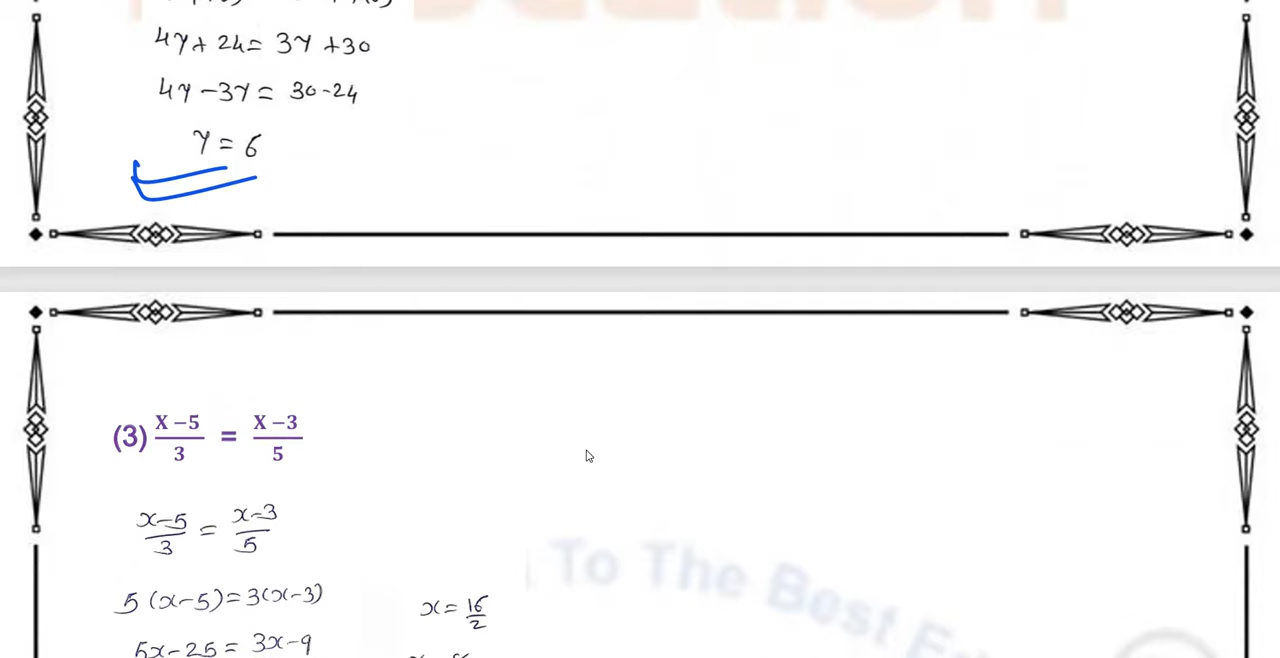 4y + 24 = 3y + 30
4y - 3y = 30 - 24
y = 6
(3) X – 5 / 3 = X – 3 / 5
x - 5 / 3 = x - 3 / 5
To The Best
5 (x - 5) = 3(x - 3)
x = 16 / 2
5x - 25 = 3x - 9